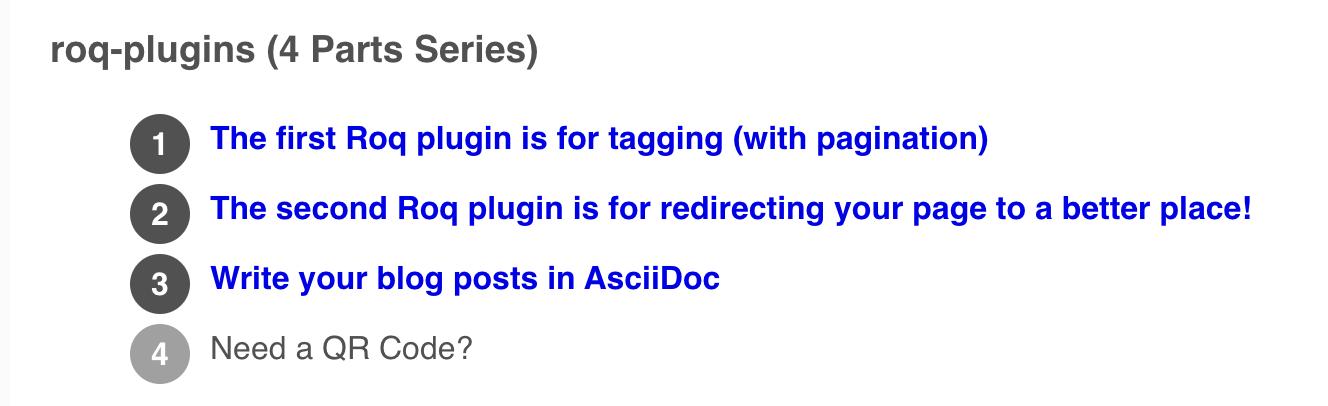 roq-plugins (4 Parts Series)
1 The first Roq plugin is for tagging (with pagination)
2 The second Roq plugin is for redirecting your page to a better place!
3 Write your blog posts in AsciiDoc
4 Need a QR Code?